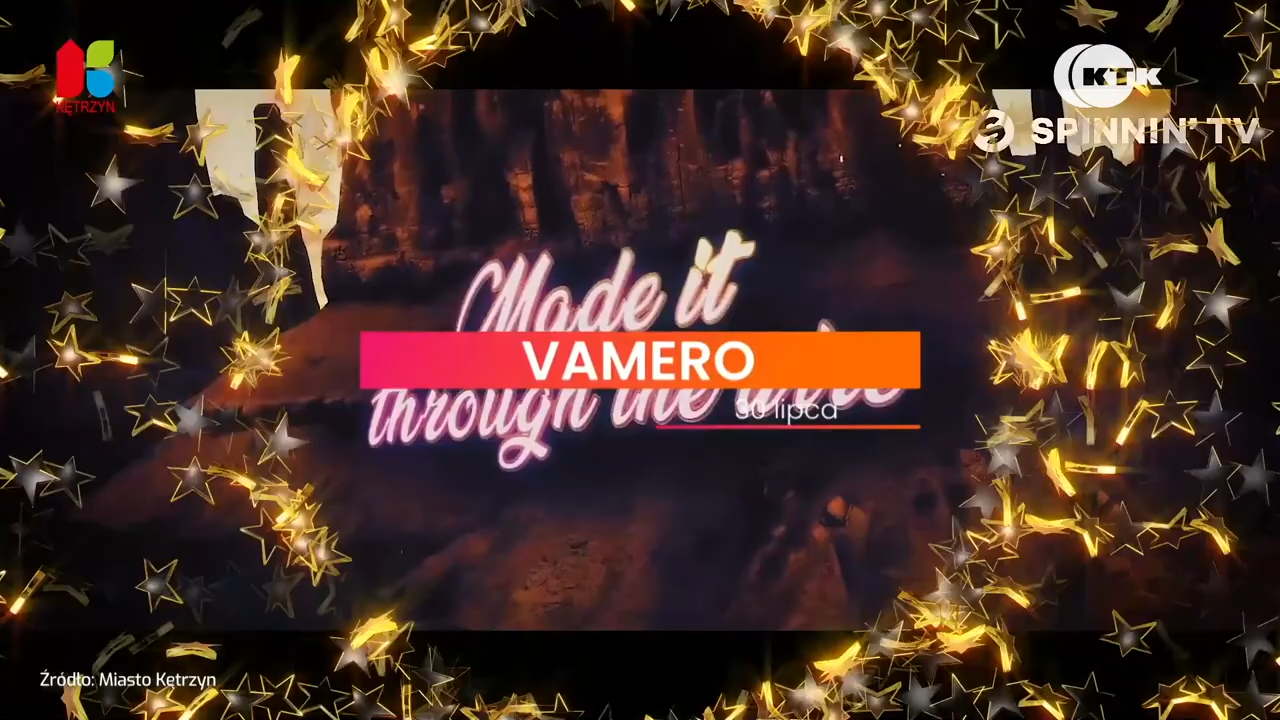 KĘTRZYN
KTK
SPINNIN' TV
Made it
VAMERO
through the
30 lipca
Źródło: Miasto Kętrzyn